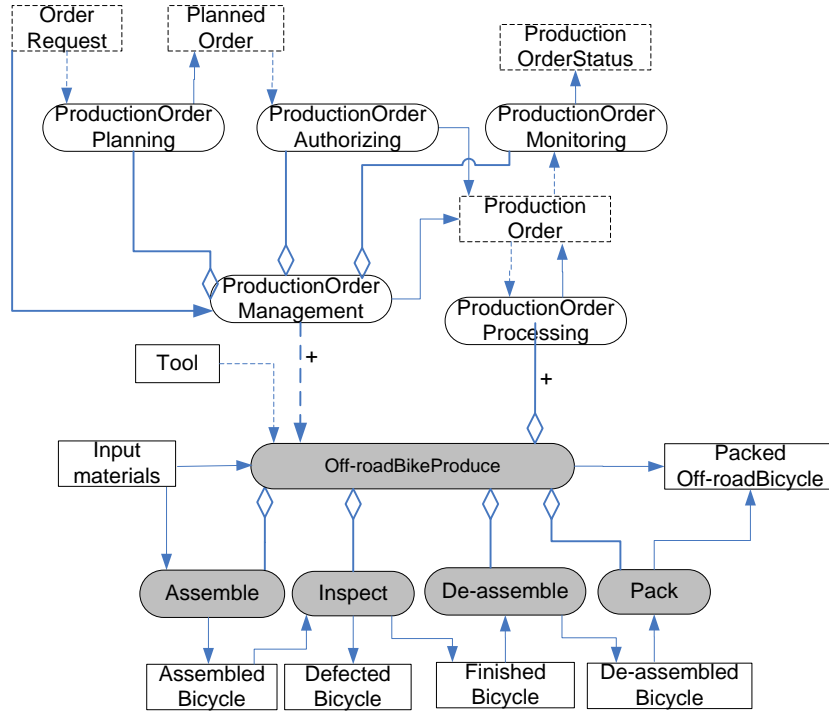 Order
Request
Planned
Order
Production
OrderStatus
ProductionOrder
Planning
ProductionOrder
Authorizing
ProductionOrder
Monitoring
Production
Order
ProductionOrder
Management
ProductionOrder
Processing
+
+
Tool
Input
materials
Off-roadBikeProduce
Packed
Off-roadBicycle
Assemble
Inspect
De-assemble
Pack
Assembled
Bicycle
Defected
Bicycle
Finished
Bicycle
De-assembled
Bicycle